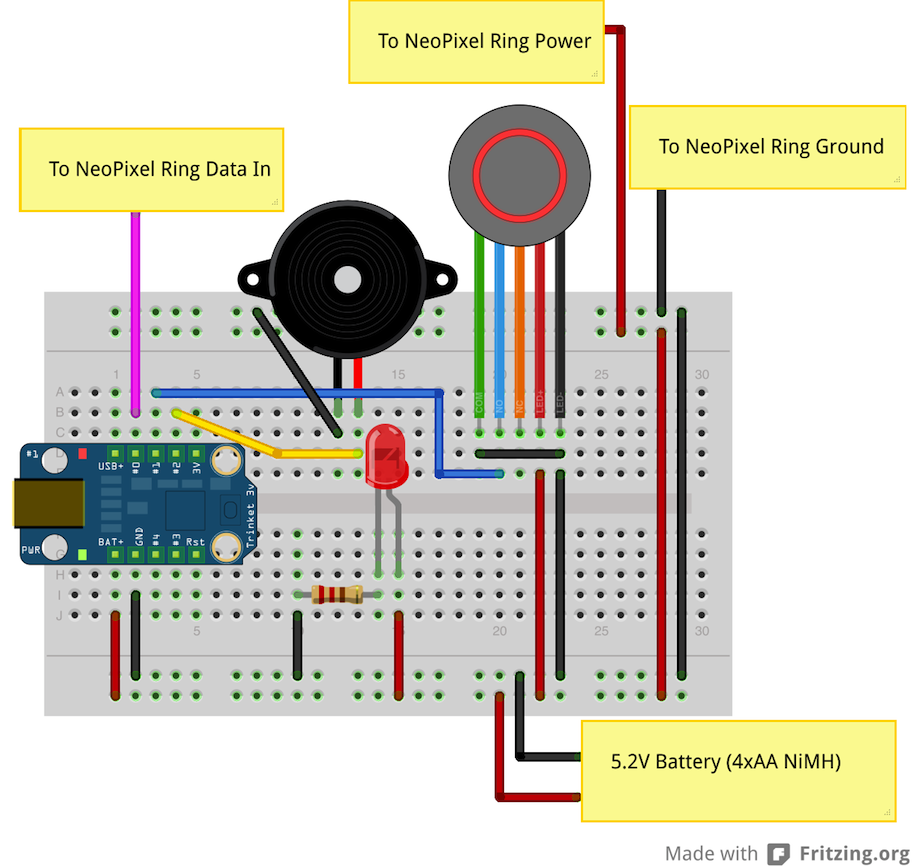 To NeoPixel Ring Power
To NeoPixel Ring Ground
To NeoPixel Ring Data In
1 5 15 25 30
A
B
C
COM NO NC LED+ LED-
#1
D
USB+ #0 #1 #2 3V
Trinket 3v
PWR
BAT+ GND #4 #3 Rst
G
H
I
J
5 20 25 30
5.2V Battery (4xAA NiMH)
Made with Fritzing.org